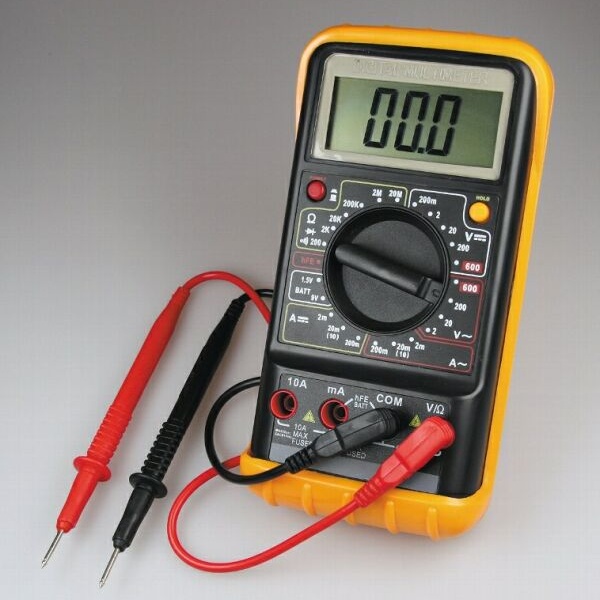 DIGITAL MULTIMETER
00.0
HOLD
2M 20M 200m
200K 2
Ω 20K 20 V
2K 200
200 600
hFE 600
1.5V 200
BATT
9V 20
A 2m 2 V~
20m (10) 200m 200m 20m (10) 2m A~
10A mA COM V/Ω
hFE
BATT
10A
MAX
FUSED